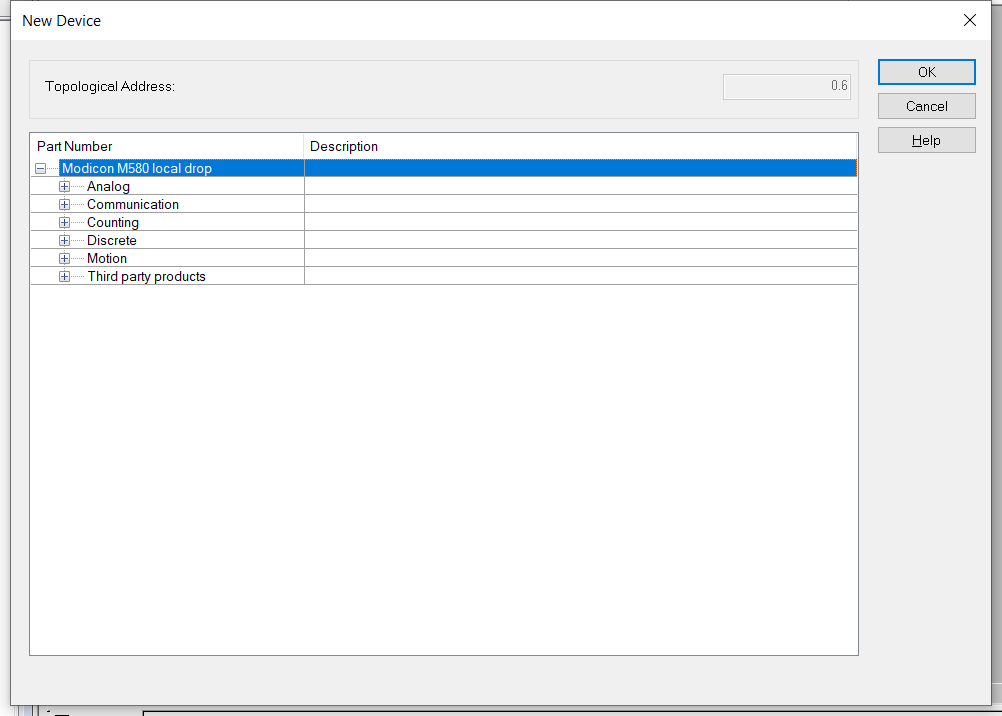 New Device
Topological Address:
0.6
OK
Cancel
Help
Part Number Description
Modicon M580 local drop
Analog
Communication
Counting
Discrete
Motion
Third party products